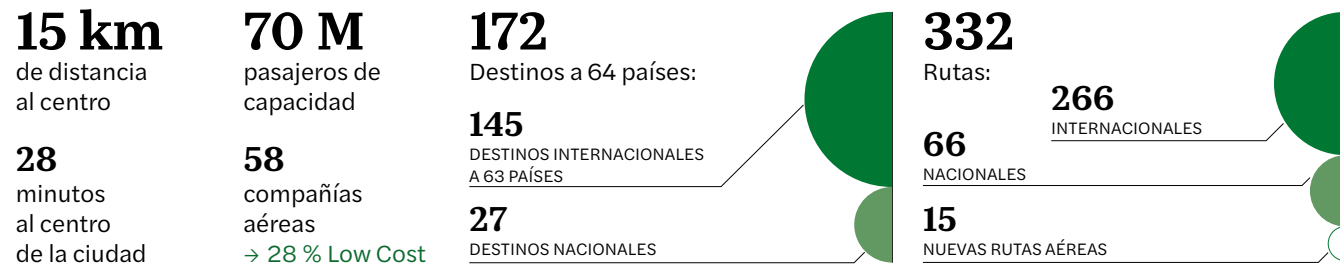 15 km
de distancia
al centro
28
minutos
al centro
de la ciudad
70 M
pasajeros de
capacidad
58
compañías
aéreas
→ 28 % Low Cost
172
Destinos a 64 países:
145
DESTINOS INTERNACIONALES
A 63 PAÍSES
27
DESTINOS NACIONALES
332
Rutas:
266
INTERNACIONALES
66
NACIONALES
15
NUEVAS RUTAS AÉREAS